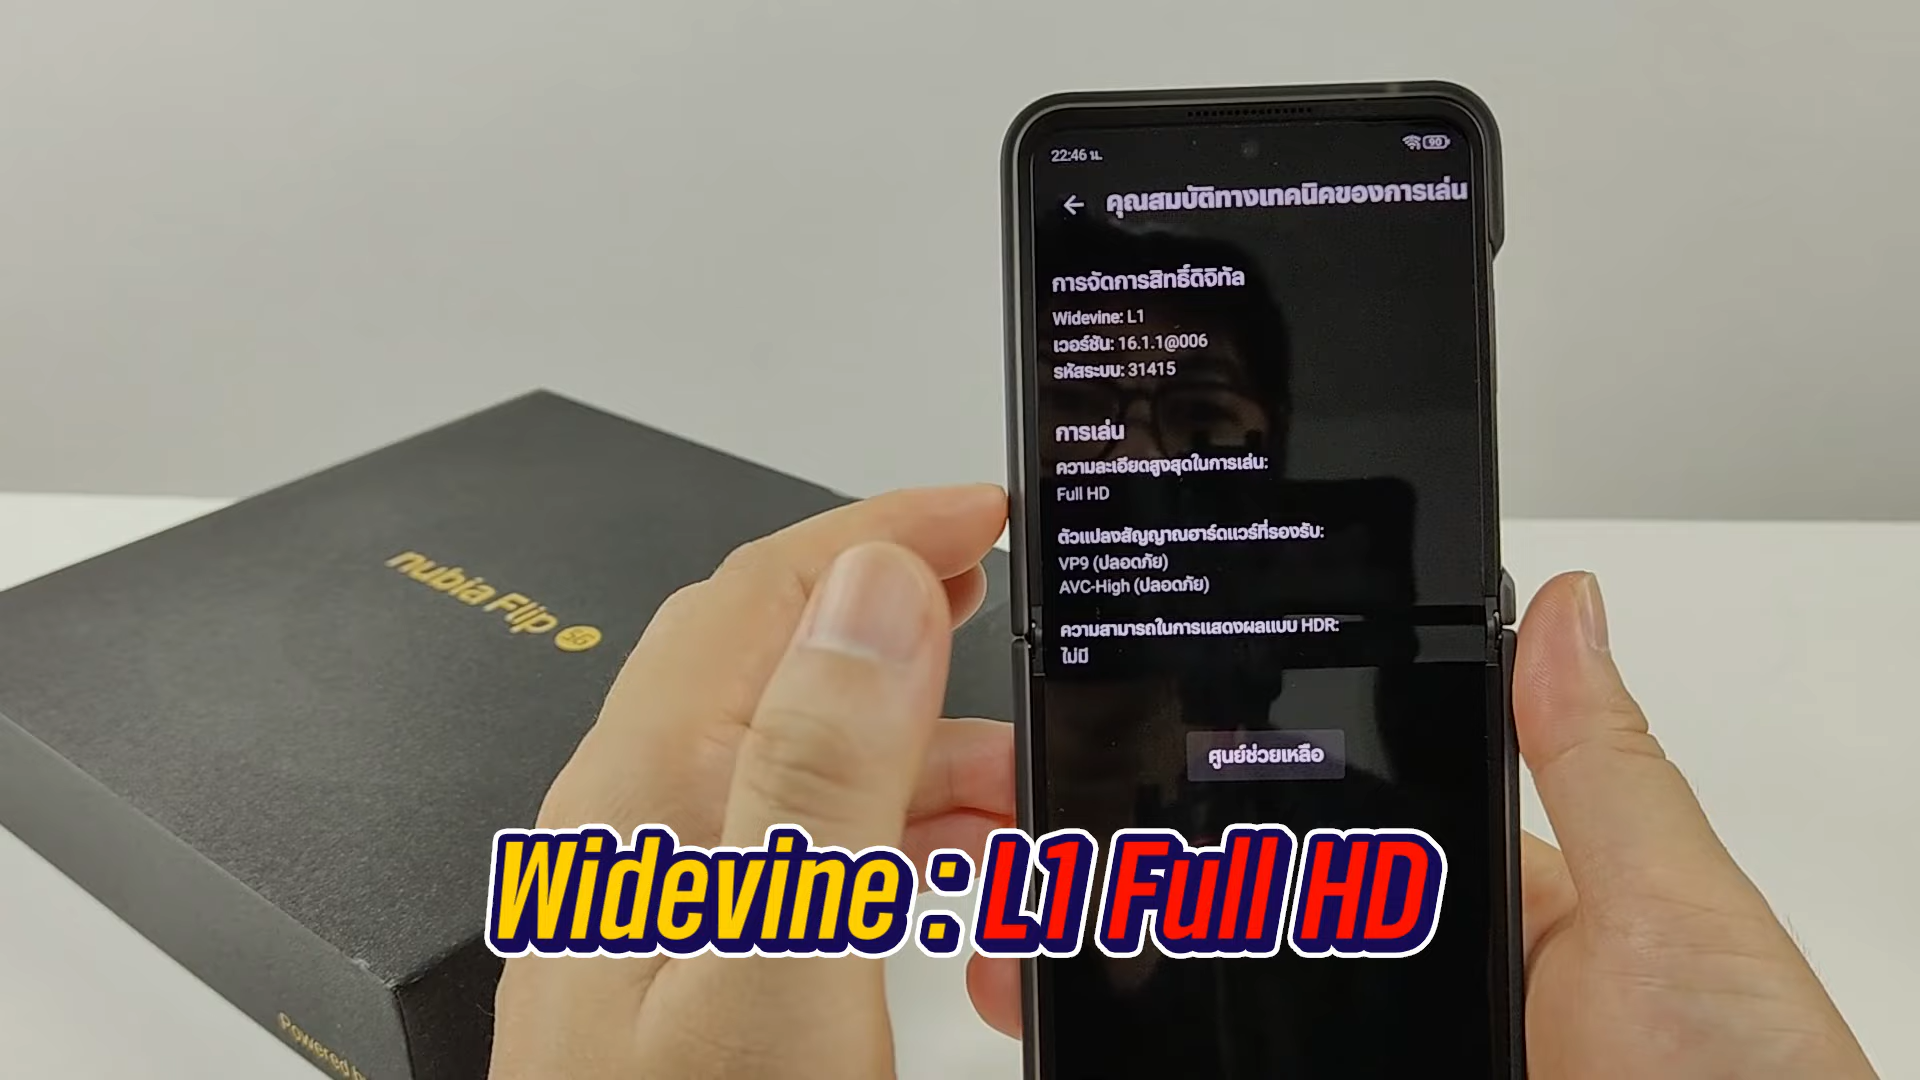 22:46 น.
90
คุณสมบัติทางเทคนิคของการเล่น
การจัดการสิทธิ์ดิจิทัล
Widevine: L1
เวอร์ชัน: 16.1.1@006
รหัสระบบ: 31415
การเล่น
ความละเอียดสูงสุดในการเล่น:
Full HD
ตัวแปลงสัญญาณฮาร์ดแวร์ที่รองรับ:
VP9 (ปลอดภัย)
AVC-High (ปลอดภัย)
ความสามารถในการแสดงผลแบบ HDR:
ไม่มี
ศูนย์ช่วยเหลือ
nubia Flip 5G
Powered
Widevine : L1 Full HD